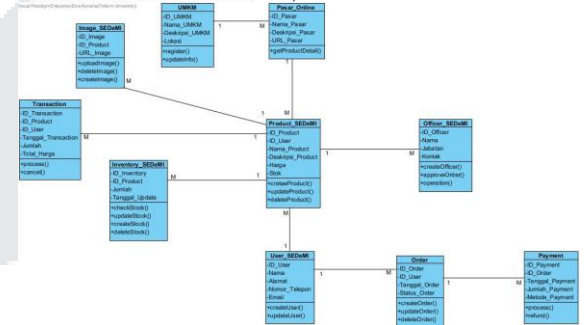 UMKM
-ID_UMKM
-Nama_UMKM
-Deskripsi_UMKM
-Lokasi
+register()
+updateInfo()
1
M
Pasar_Online
-ID_Pasar
-Nama_Pasar
-Deskripsi_Pasar
-URL_Pasar
+getProductDetail()
1
M
Image_SEDeMI
-ID_Image
-ID_Product
-URL_Image
+uploadImage()
+deleteImage()
+createImage()
M
1
Transaction
-ID_Transaction
-ID_Product
-ID_User
-Tanggal_Transaction
-Jumlah
-Total_Harga
+process()
+cancel()
M
1
Product_SEDeMI
-ID_Product
-ID_User
-Nama_Product
-Deskripsi_Product
-Harga
-Stok
+cretaeProduct()
+updateProduct()
+deleteProduct()
1
M
Officer_SEDeMI
-ID_Officer
-Nama
-Jabatan
-Kontak
+createOfficer()
+approveOrder()
+operation()
Inventory_SEDeMI
-ID_Inventory
-ID_Product
-Jumlah
-Tanggal_Update
+checkStock()
+updateStock()
+createStock()
+deleteStock()
M
1
M
1
User_SEDeMI
-ID_User
-Nama
-Alamat
-Nomor_Telepon
-Email
+createUser()
+updateUser()
1
M
Order
-ID_Order
-ID_User
-Tanggal_Order
-Status_Order
+createOrder()
+updateOrder()
+deleteOrder()
1
M
Payment
-ID_Payment
-ID_Order
-Tanggal_Payment
-Jumlah_Payment
-Metode_Payment
+process()
+refund()